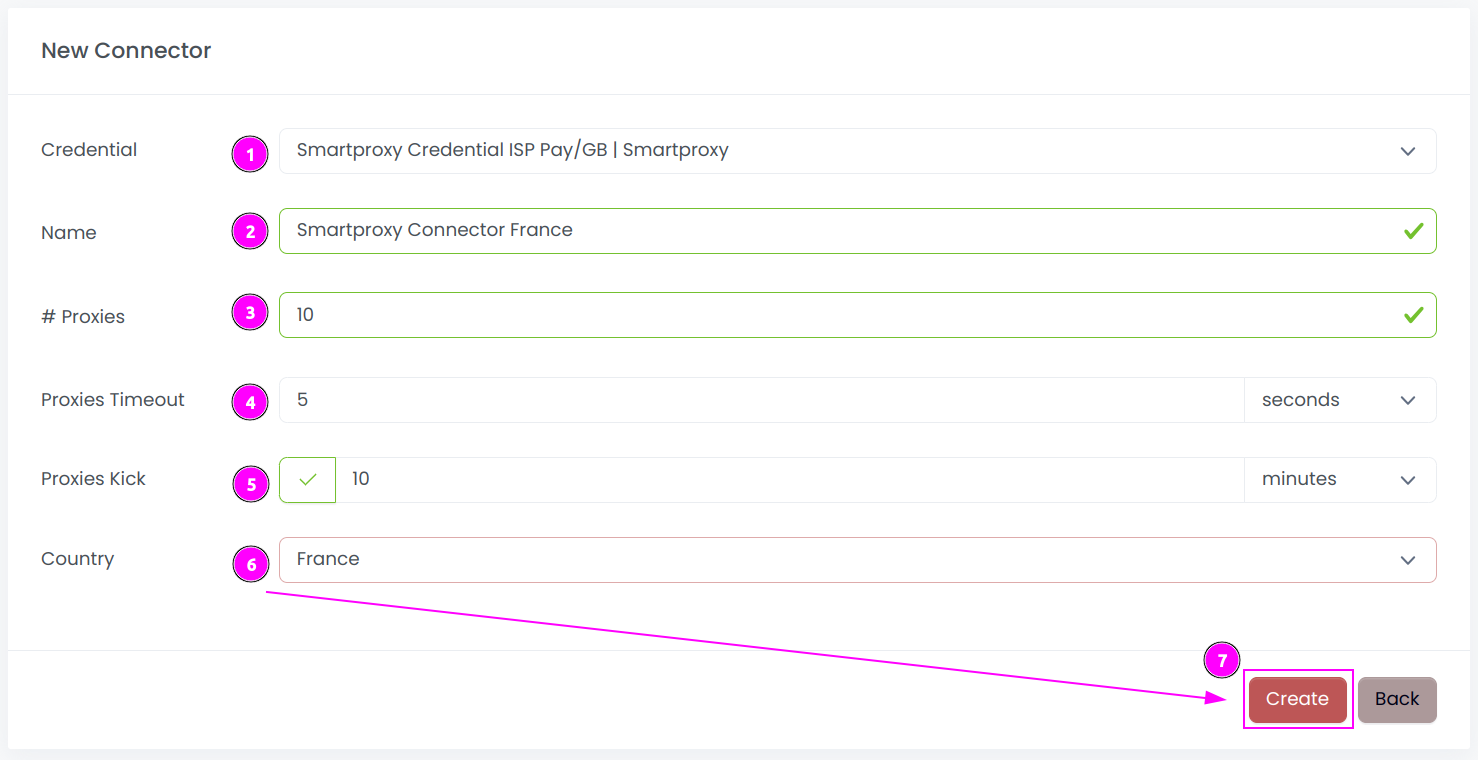 New Connector
Credential 1 Smartproxy Credential ISP Pay/GB | Smartproxy
Name 2 Smartproxy Connector France
# Proxies 3 10
Proxies Timeout 4 5 seconds
Proxies Kick 5 10 minutes
Country 6 France
7
Create Back